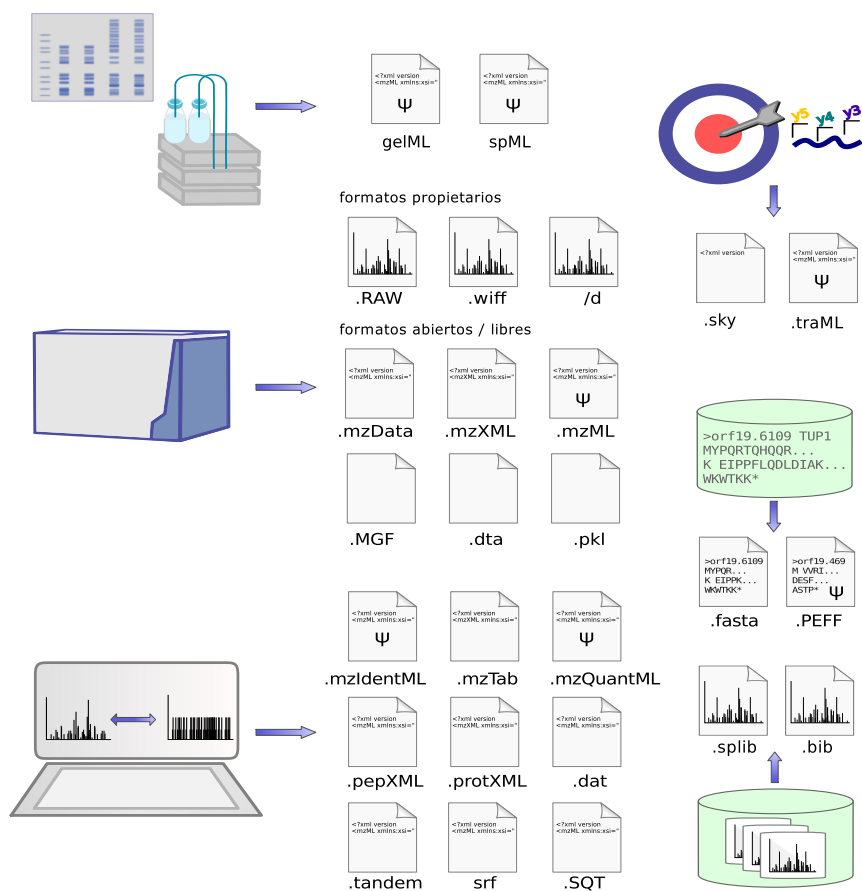 <?xml version
<mzML xmlns:xsi="
Ψ
gelML
<?xml version
<mzML xmlns:xsi="
Ψ
spML
y5 y4 y3
formatos propietarios
.RAW
.wiff
/d
<?xml version
.sky
<?xml version
<mzML xmlns:xsi="
Ψ
.traML
formatos abiertos / libres
<?xml version
<mzML xmlns:xsi="
.mzData
<?xml version
<mzXML xmlns:xsi="
.mzXML
<?xml version
<mzML xmlns:xsi="
Ψ
.mzML
.MGF
.dta
.pkl
>orf19.6109 TUP1
MYPQRTQHQQR...
K EIPPFLQDLDIAK...
WKWTKK*
>orf19.6109
MYPQR...
K EIPPK...
WKWTKK*
.fasta
>orf19.469
M VVRI...
DESF...
ASTP*
Ψ
.PEFF
<?xml version
<mzML xmlns:xsi="
Ψ
.mzIdentML
<?xml version
<mzXML xmlns:xsi="
.mzTab
<?xml version
<mzML xmlns:xsi="
Ψ
.mzQuantML
<?xml version
<mzXML xmlns:xsi="
.pepXML
<?xml version
<mzXML xmlns:xsi="
.protXML
<?xml version
<mzML xmlns:xsi="
.dat
.splib
.bib
<?xml version
<mzML xmlns:xsi="
.tandem
<?xml version
<mzXML xmlns:xsi="
srf
<?xml version
<mzML xmlns:xsi="
.SQT